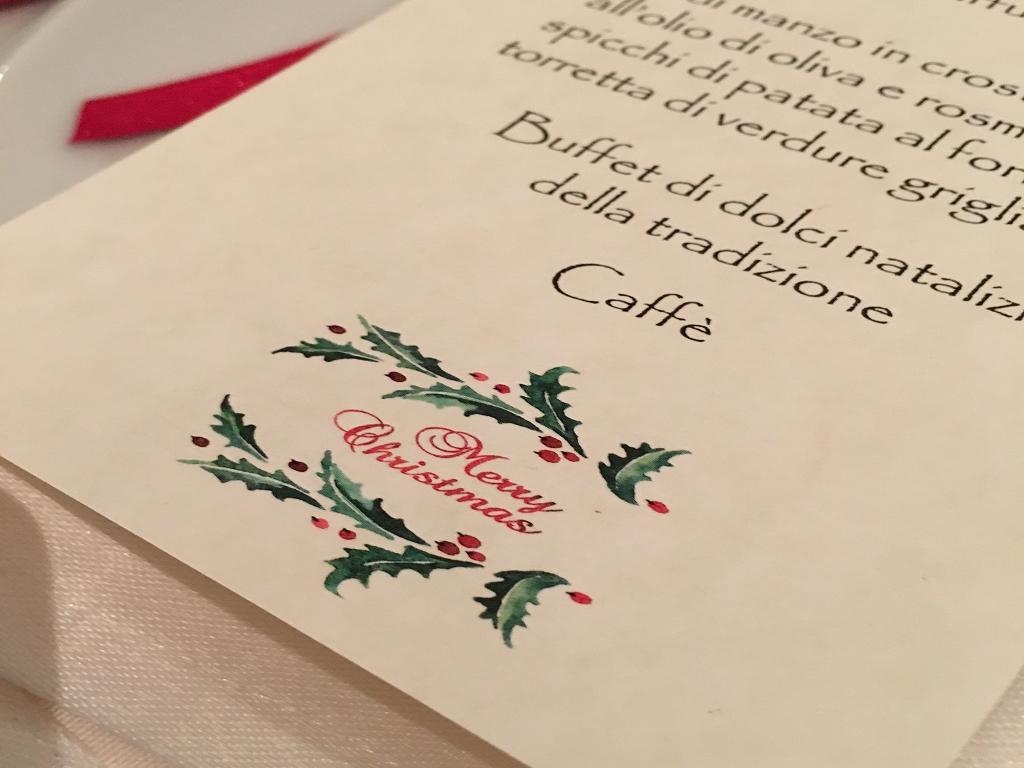 di manzo in
all'olio di oliva e
spicchi di patata al
torretta di verdure
Buffet di dolci
della tradizione
Caffè
Merry
Christmas